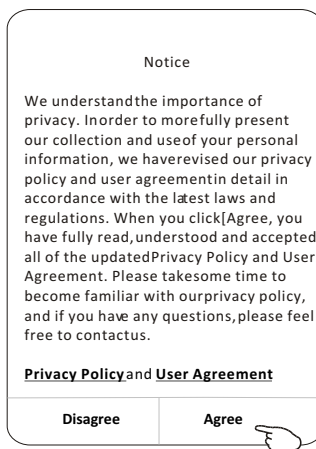 Notice
We understandthe importance of
privacy. Inorder to morefully present
our collection and useof your personal
information, we haverevised our privacy
policy and user agreementin detail in
accordance with the latest laws and
regulations. When you click[Agree, you
have fully read,understood and accepted
all of the updatedPrivacy Policy and User
Agreement. Please takesome time to
become familiar with ourprivacy policy,
and if you have any questions,please feel
free to contactus.
Privacy Policyand User Agreement
Disagree Agree